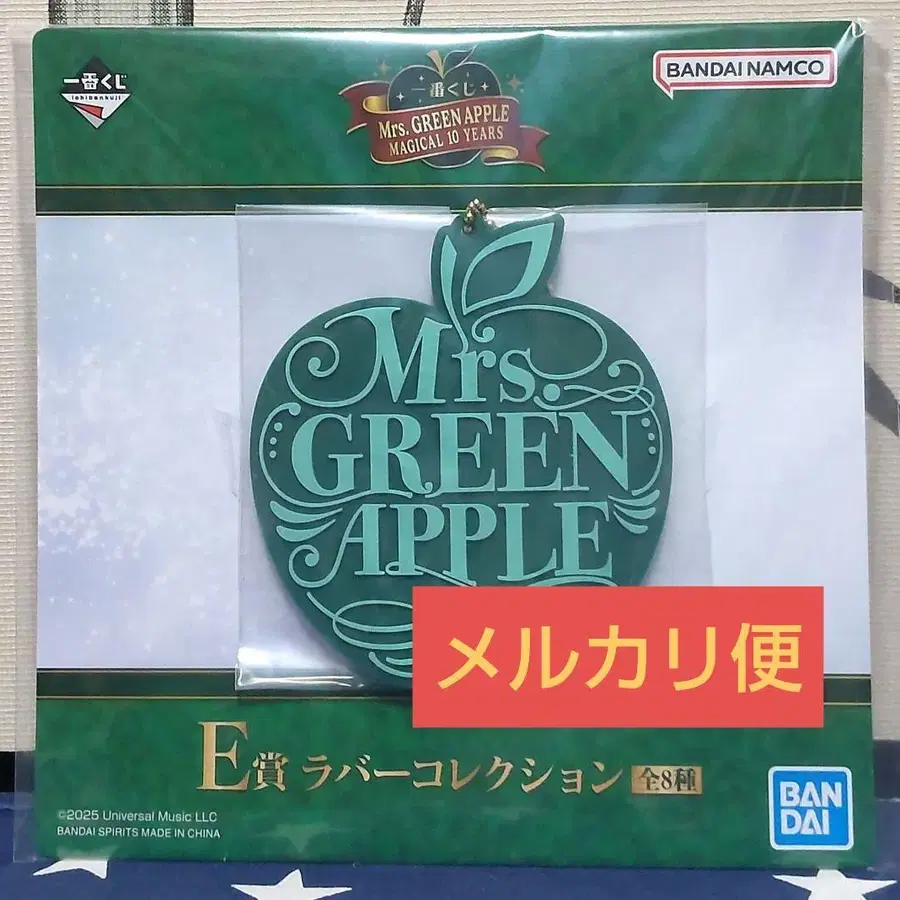 一番くじ
ichibankuji
一番くじ
Mrs. GREEN APPLE
MAGICAL 10 YEARS
BANDAI NAMCO
Mrs.
GREEN
APPLE
メルカリ便
E賞 ラバーコレクション 全8種
©2025 Universal Music LLC
BANDAI SPIRITS MADE IN CHINA
BAN
DAI